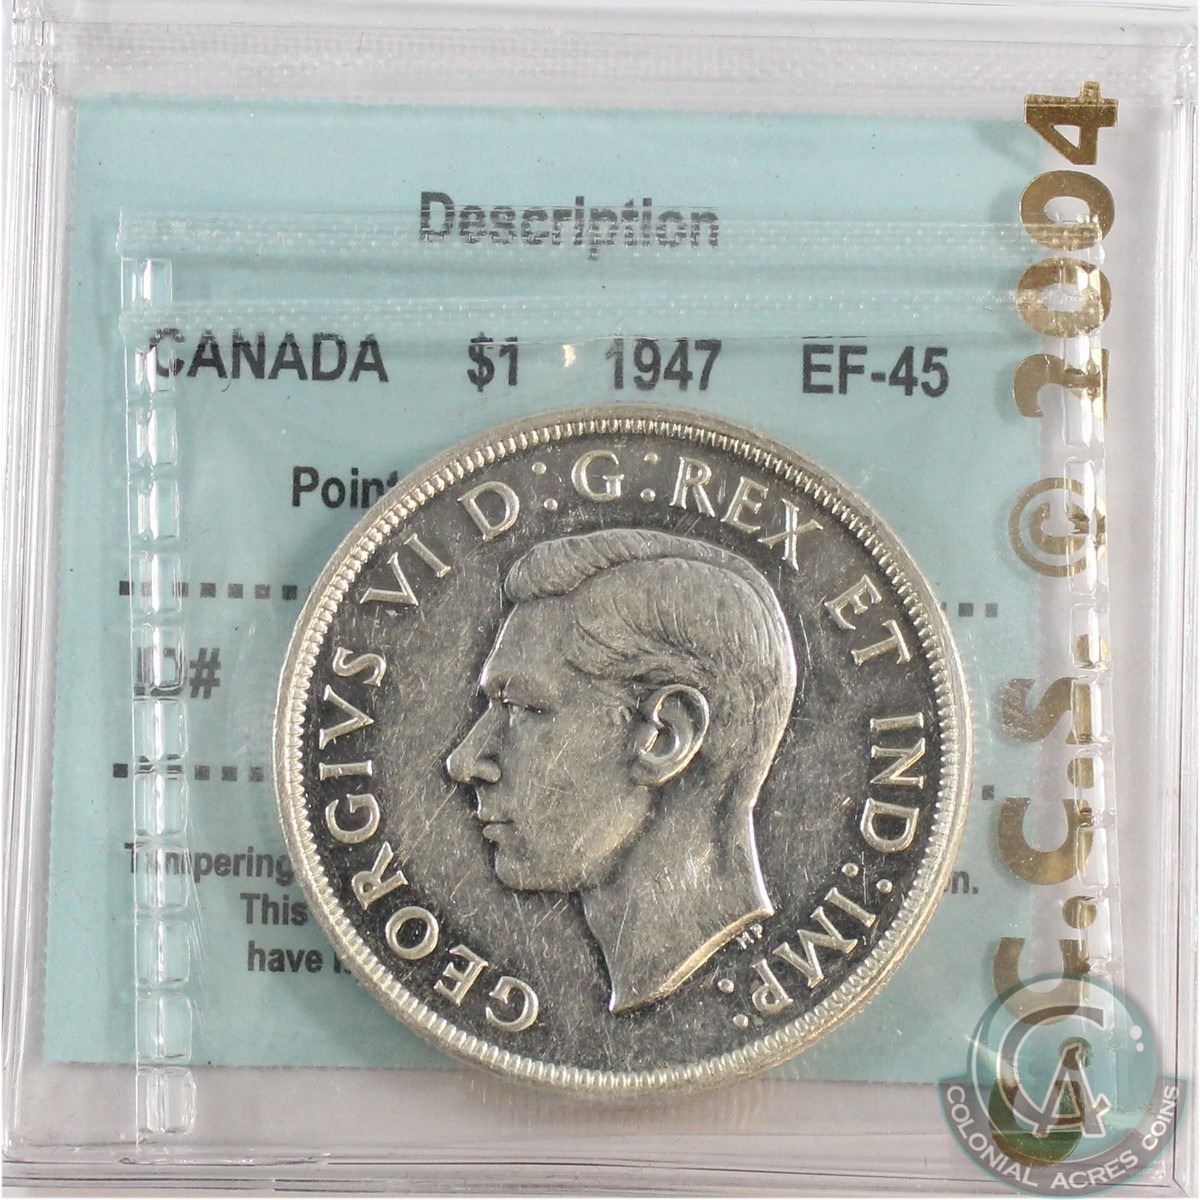 Description
CANADA $1 1947 EF-45
Point
ID#
Tampering
This
have
GEORGIVS VI D:G:REX ET IND:IMP:
HP
C.C.C.S. © 2004
CA
COLONIAL ACRES COINS